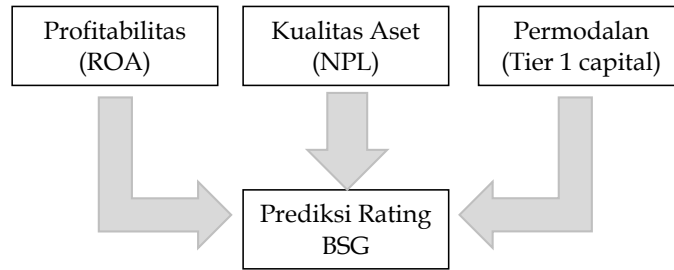 Profitabilitas
(ROA)
Kualitas Aset
(NPL)
Permodalan
(Tier 1 capital)
Prediksi Rating
BSG